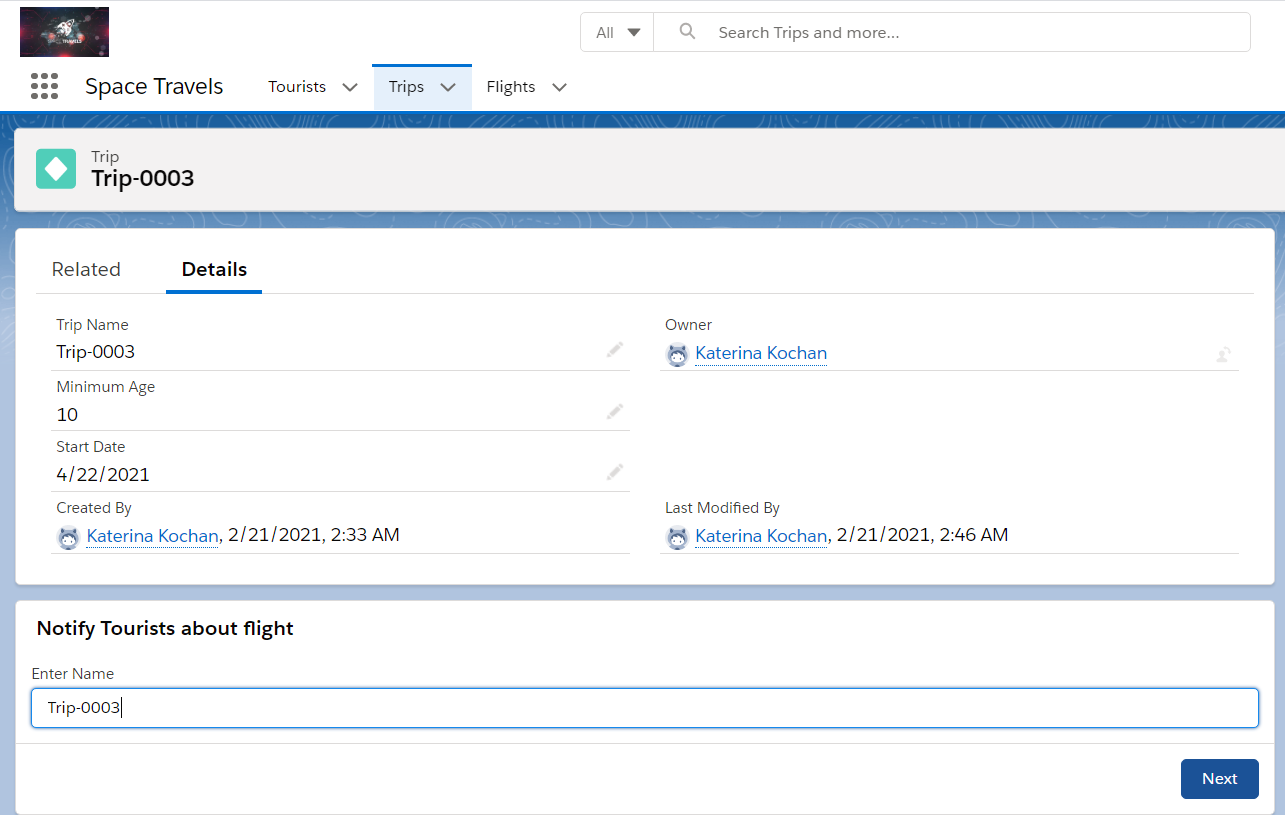 SPACE TRAVELS
All
Search Trips and more...
Space Travels
Tourists
Trips
Flights
Trip
Trip-0003
Related
Details
Trip Name
Trip-0003
Owner
Katerina Kochan
Minimum Age
10
Start Date
4/22/2021
Created By
Katerina Kochan, 2/21/2021, 2:33 AM
Last Modified By
Katerina Kochan, 2/21/2021, 2:46 AM
Notify Tourists about flight
Enter Name
Trip-0003
Next